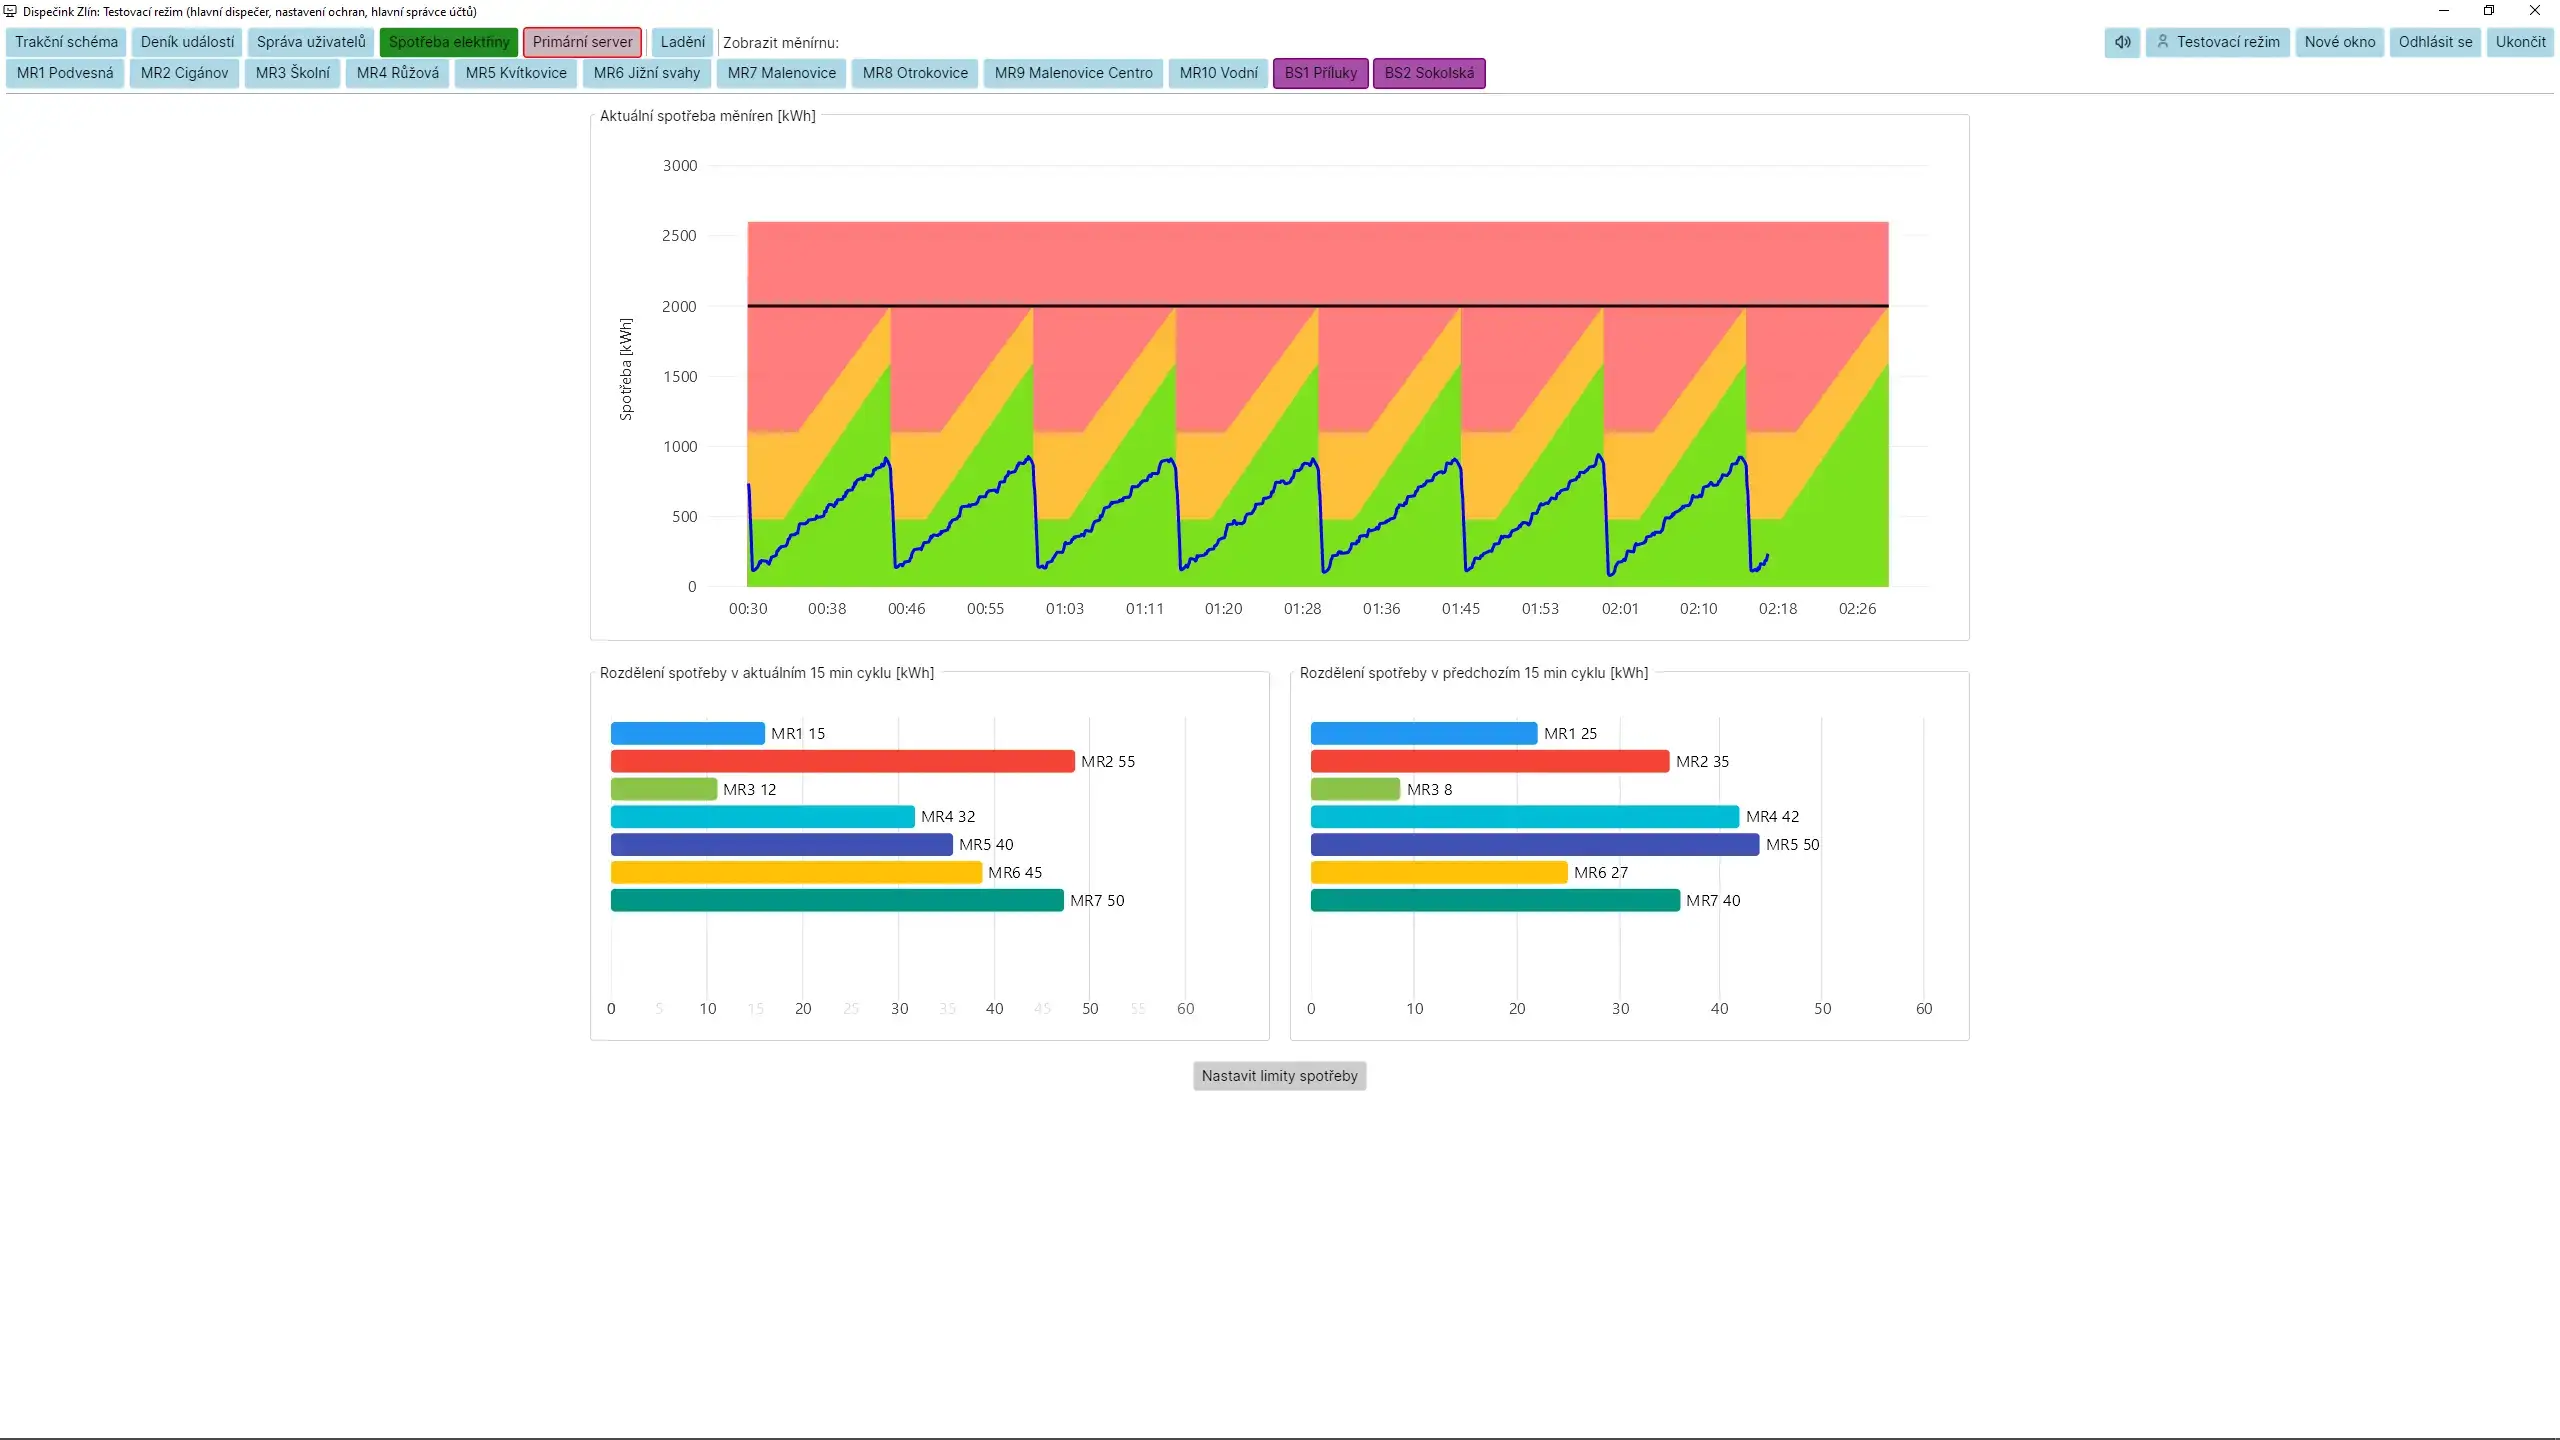 Dispečink Zlín: Testovací režim (hlavní dispečer, nastavení ochran, hlavní správce účtů)
Trakční schéma Deník událostí Správa uživatelů Spotřeba elektřiny Primární server Ladění Zobrazit měnírnu: Testovací režim Nové okno Odhlásit se Ukončit
MR1 Podvesná MR2 Cigánov MR3 Školní MR4 Růžová MR5 Kvítkovice MR6 Jižní svahy MR7 Malenovice MR8 Otrokovice MR9 Malenovice Centro MR10 Vodní BS1 Příluky BS2 Sokolská
Aktuální spotřeba měníren [kWh]
3000
2500
2000
1500
1000
500
0
Spotřeba [kWh]
00:30 00:38 00:46 00:55 01:03 01:11 01:20 01:28 01:36 01:45 01:53 02:01 02:10 02:18 02:26
Rozdělení spotřeby v aktuálním 15 min cyklu [kWh]
MR1 15
MR2 55
MR3 12
MR4 32
MR5 40
MR6 45
MR7 50
0 5 10 15 20 25 30 35 40 45 50 55 60
Rozdělení spotřeby v předchozím 15 min cyklu [kWh]
MR1 25
MR2 35
MR3 8
MR4 42
MR5 50
MR6 27
MR7 40
0 10 20 30 40 50 60
Nastavit limity spotřeby